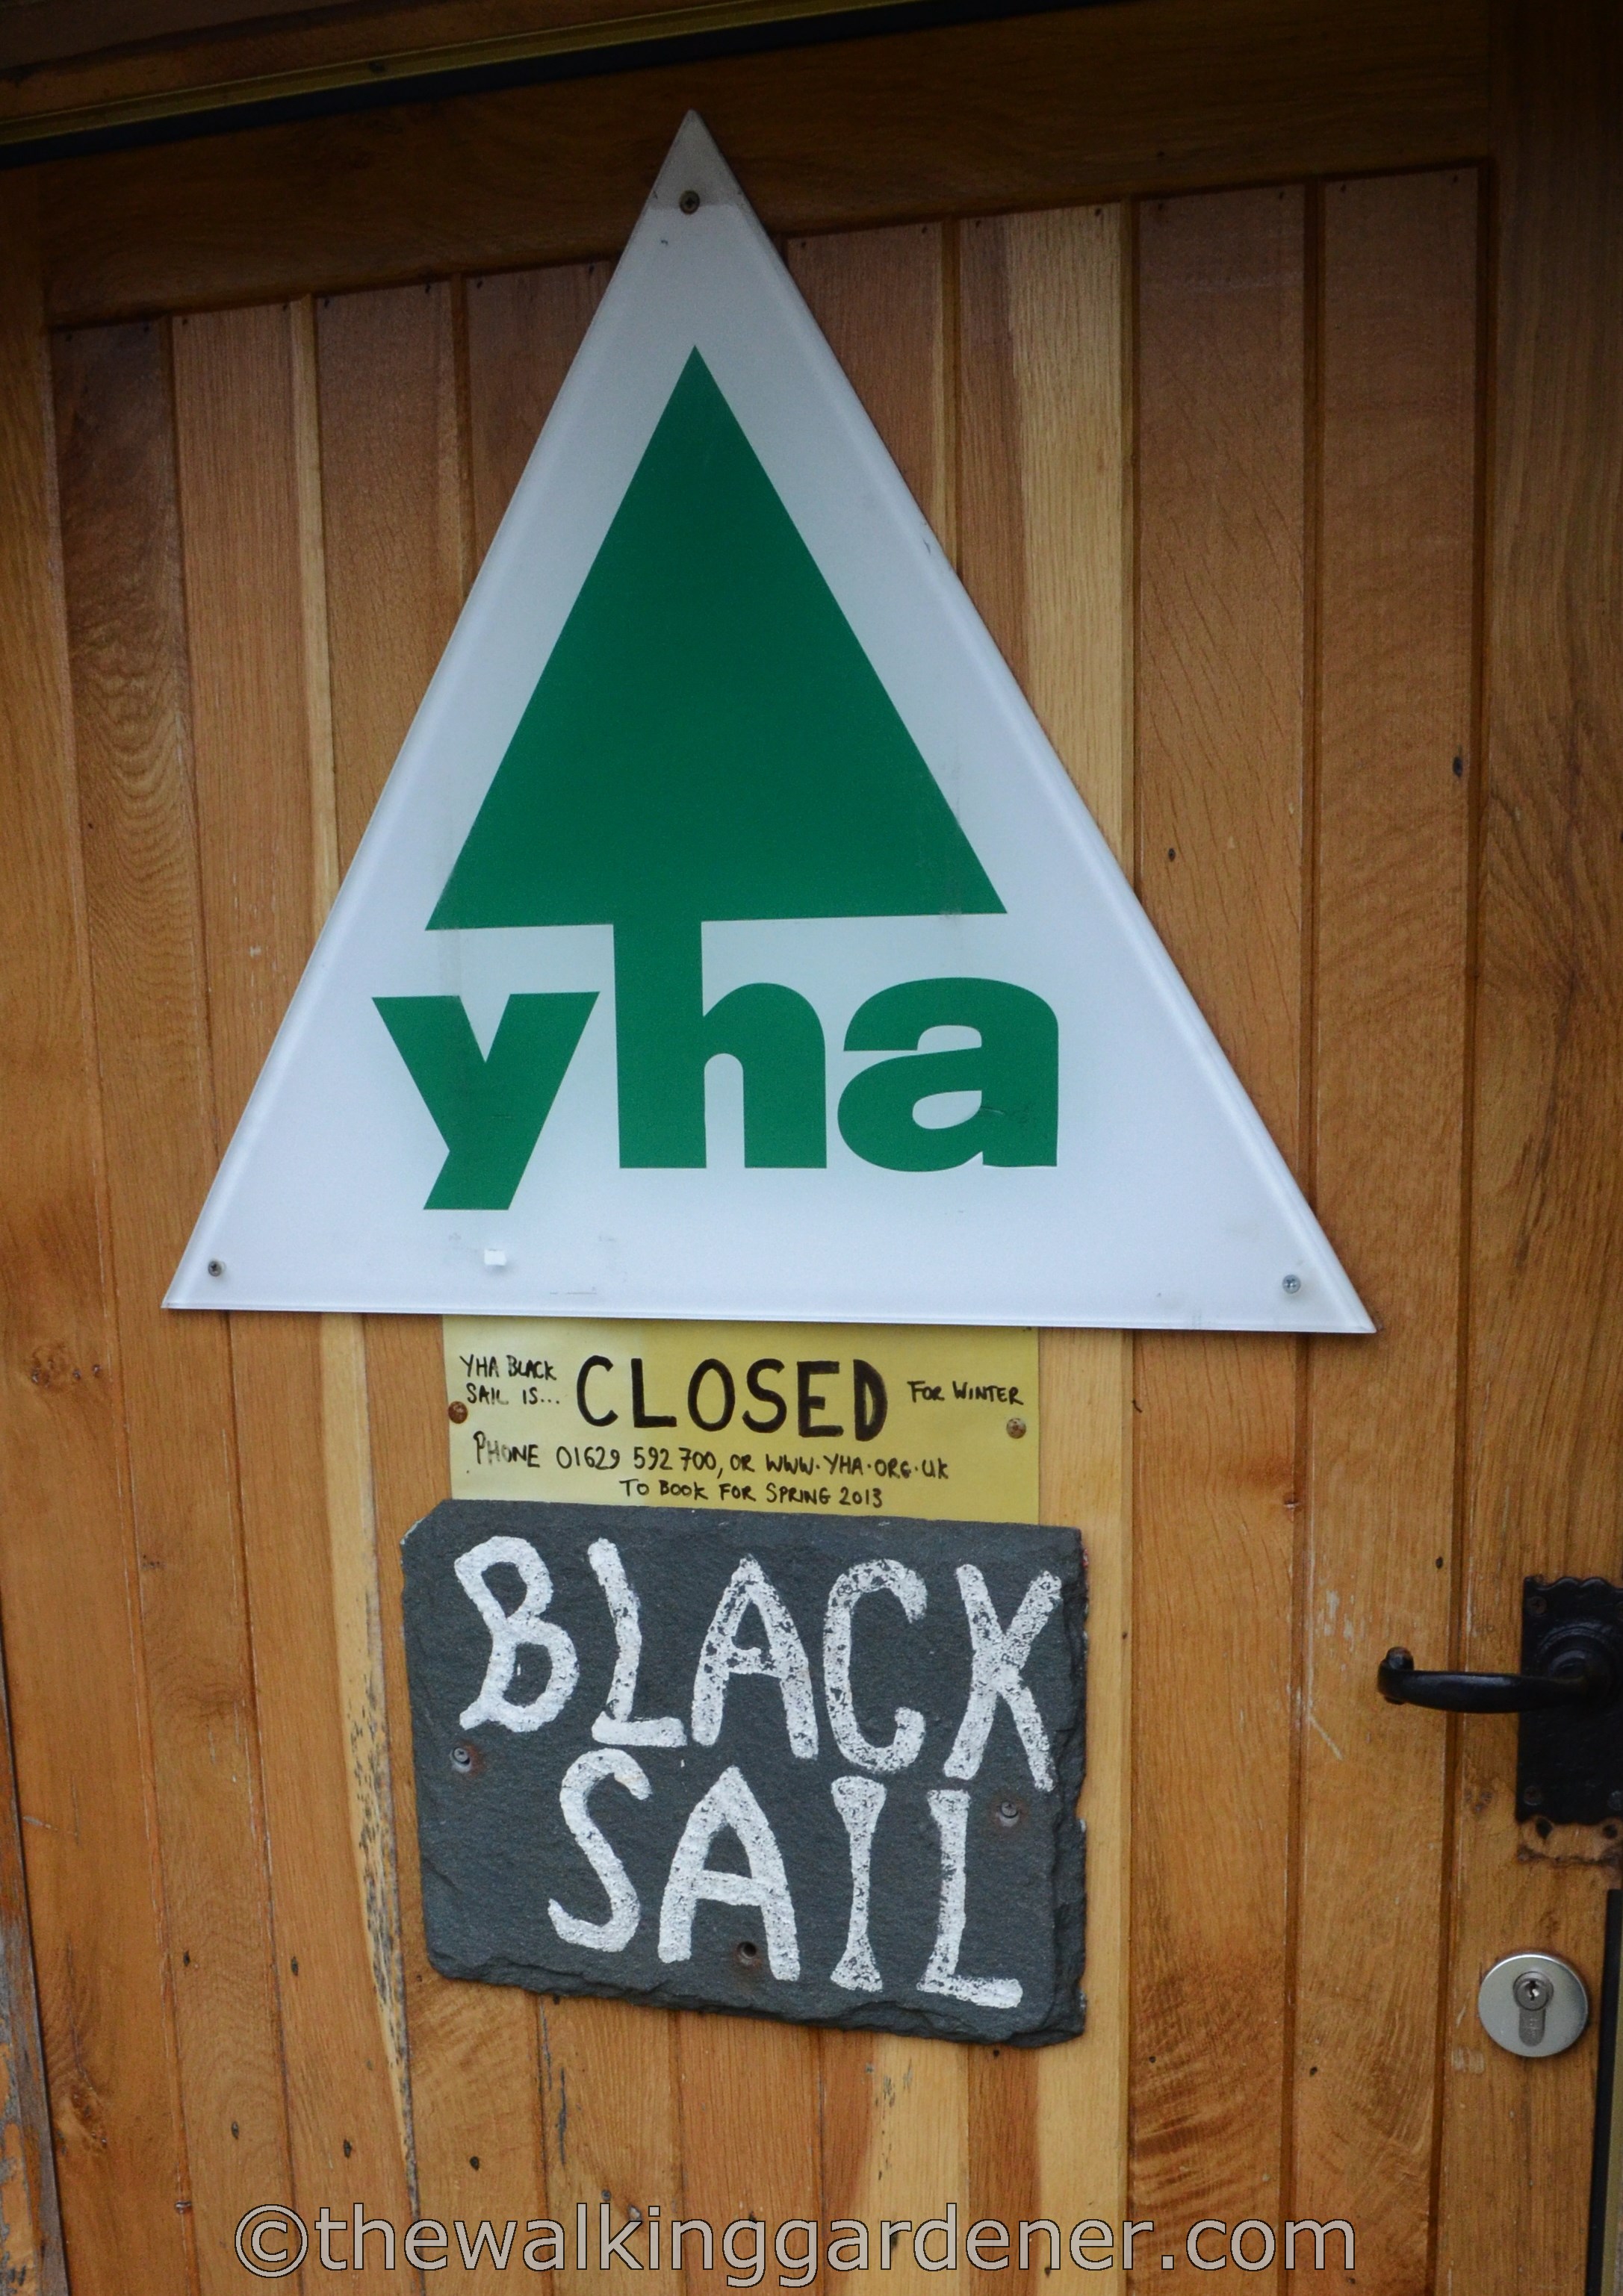 yha
YHA BLACK
SAIL IS... CLOSED FOR WINTER
PHONE 01629 592 700, OR WWW.YHA.ORG.UK
TO BOOK FOR SPRING 2013
BLACK
SAIL
©thewalkinggardener.com